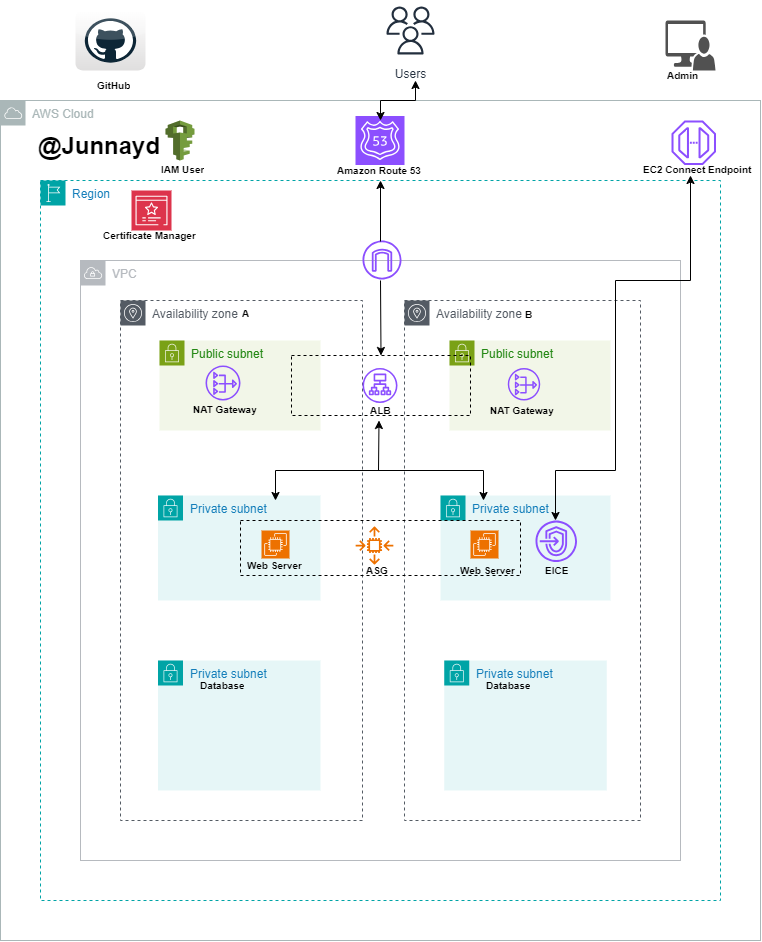 GitHub
Users
Admin
AWS Cloud
@Junnayd
IAM User
53
Amazon Route 53
EC2 Connect Endpoint
Region
Certificate Manager
VPC
Availability zone A
Availability zone B
Public subnet
Public subnet
NAT Gateway
ALB
NAT Gateway
Private subnet
Private subnet
Web Server
ASG
Web Server
EICE
Private subnet
Database
Private subnet
Database